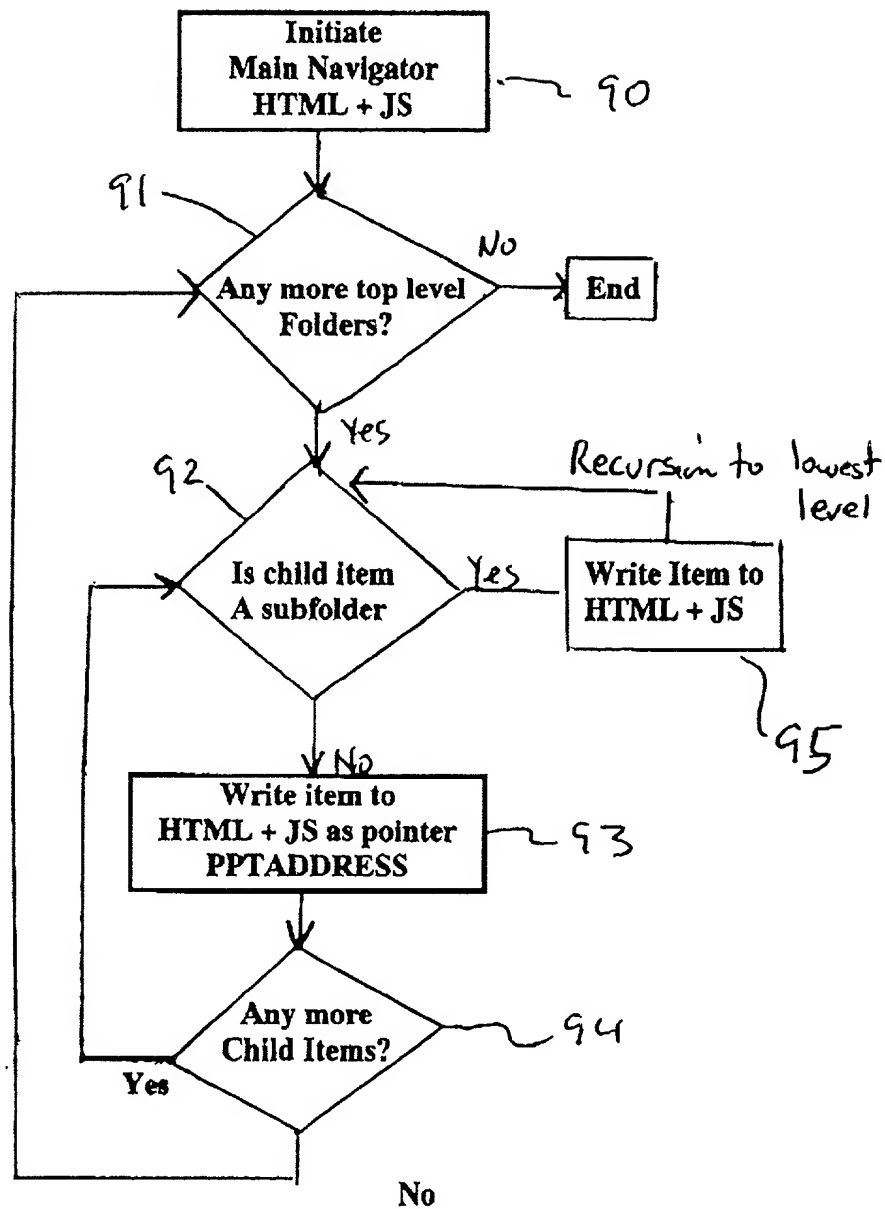 Initiate
Main Navigator
HTML + JS
90
91
No
Any more top level
Folders?
End
Yes
92
Recursion to lowest
level
Is child item
A subfolder
Yes
Write Item to
HTML + JS
95
No
Write item to
HTML + JS as pointer
PPTADDRESS
93
Any more
Child Items?
94
Yes
No